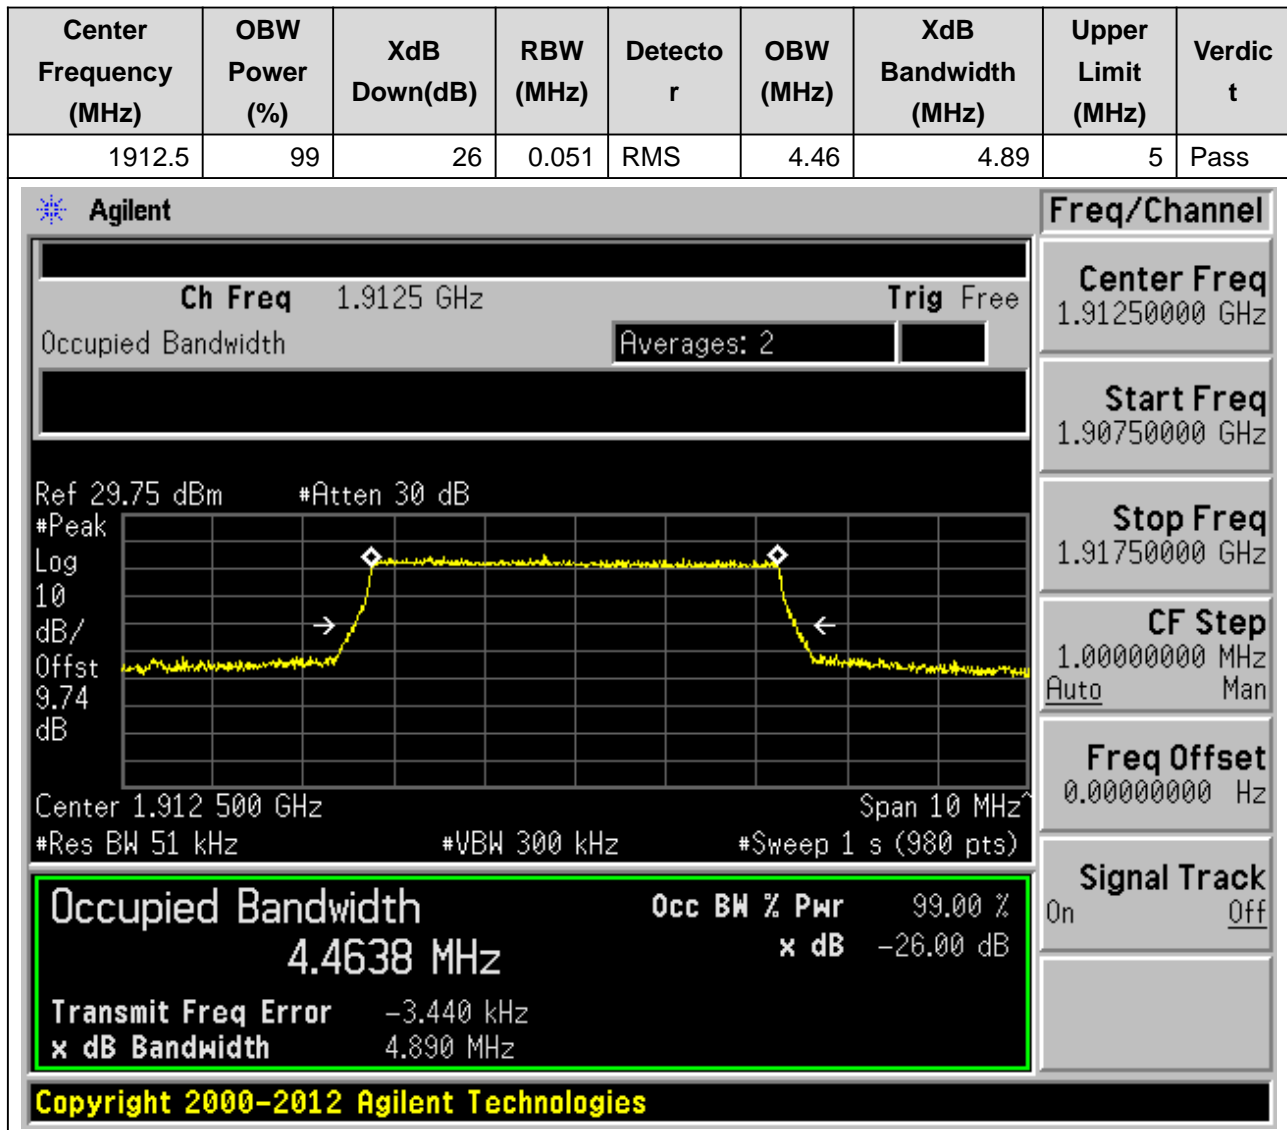 Center Frequency (MHz) OBW Power (%) XdB Down(dB) RBW (MHz) Detecto r OBW (MHz) XdB Bandwidth (MHz) Upper Limit (MHz) Verdic t
1912.5 99 26 0.051 RMS 4.46 4.89 5 Pass
Agilent
Freq/Channel
Ch Freq 1.9125 GHz Trig Free
Occupied Bandwidth Averages: 2
Ref 29.75 dBm #Atten 30 dB
#Peak
Log
10
dB/
Offst
9.74
dB
Center 1.912 500 GHz Span 10 MHz^
#Res BW 51 kHz #VBW 300 kHz #Sweep 1 s (980 pts)
Occupied Bandwidth Occ BW % Pwr 99.00 %
4.4638 MHz x dB -26.00 dB
Transmit Freq Error -3.440 kHz
x dB Bandwidth 4.890 MHz
Copyright 2000-2012 Agilent Technologies
Center Freq
1.91250000 GHz
Start Freq
1.90750000 GHz
Stop Freq
1.91750000 GHz
CF Step
1.00000000 MHz
Auto Man
Freq Offset
0.00000000 Hz
Signal Track
On Off